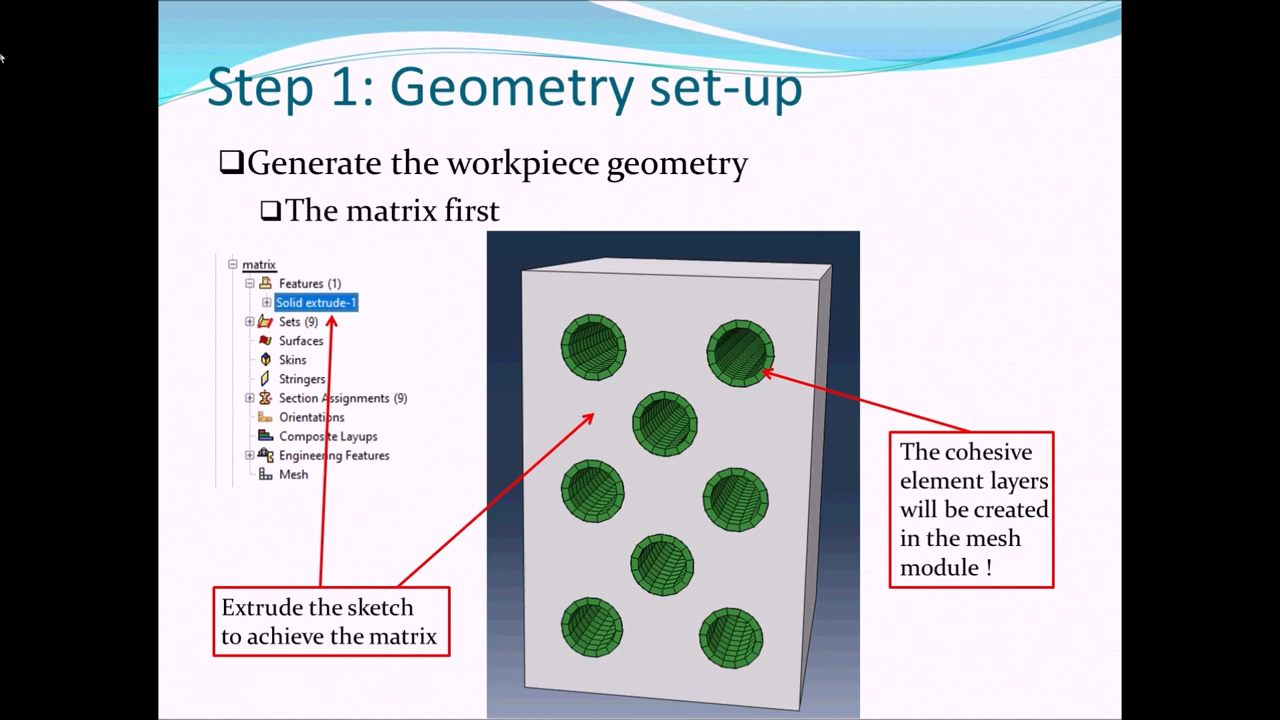 Step 1: Geometry set-up
Generate the workpiece geometry
The matrix first
matrix
Features (1)
Solid extrude-1
Sets (9)
Surfaces
Skins
Stringers
Section Assignments (9)
Orientations
Composite Layups
Engineering Features
Mesh
The cohesive
element layers
will be created
in the mesh
module !
Extrude the sketch
to achieve the matrix